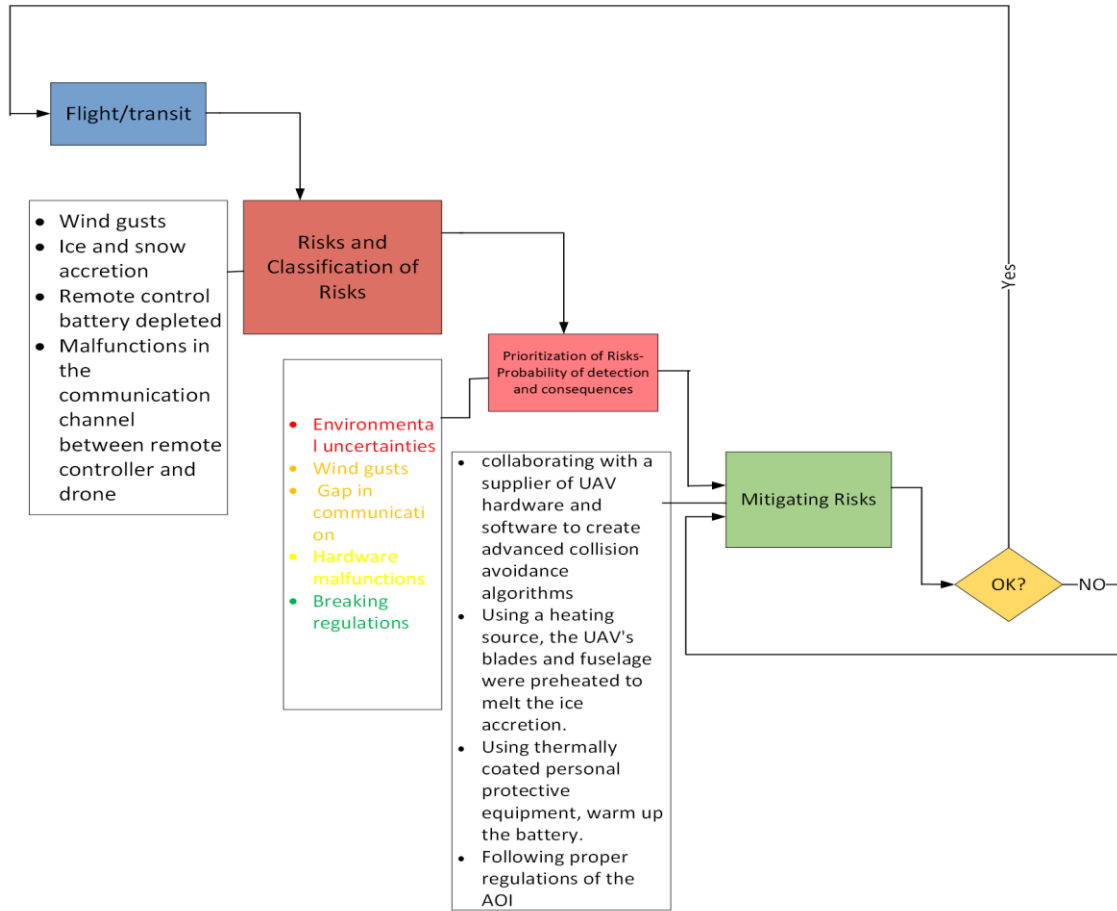 Flight/transit
• Wind gusts
• Ice and snow
accretion
• Remote control
battery depleted
• Malfunctions in
the
communication
channel
between remote
controller and
drone
Risks and
Classification of
Risks
Prioritization of Risks-
Probability of detection
and consequences
• Environmenta
l uncertainties
• Wind gusts
• Gap in
communicati
on
• Hardware
malfunctions
• Breaking
regulations
• collaborating with a
supplier of UAV
hardware and
software to create
advanced collision
avoidance
algorithms
• Using a heating
source, the UAV's
blades and fuselage
were preheated to
melt the ice
accretion.
• Using thermally
coated personal
protective
equipment, warm up
the battery.
• Following proper
regulations of the
AOI
Mitigating Risks
OK?
NO
Yes